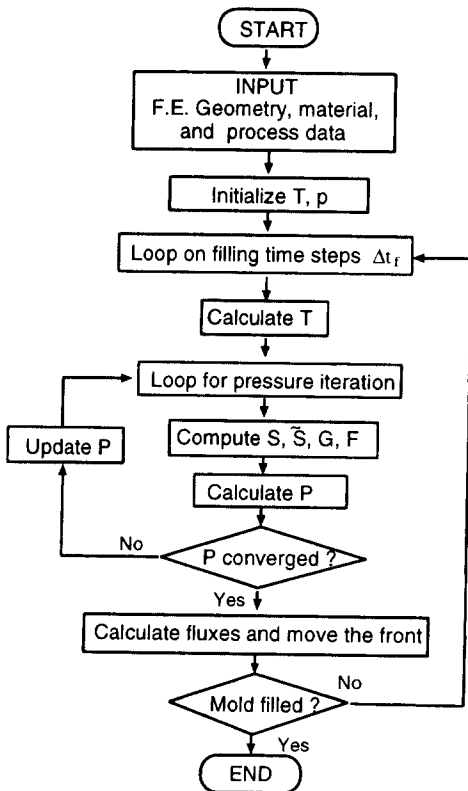 START
INPUT
F.E. Geometry, material,
and process data
Initialize T, p
Loop on filling time steps Δt_f
Calculate T
Loop for pressure iteration
Compute S, S̃, G, F
Update P
Calculate P
No
P converged ?
Yes
Calculate fluxes and move the front
No
Mold filled ?
Yes
END